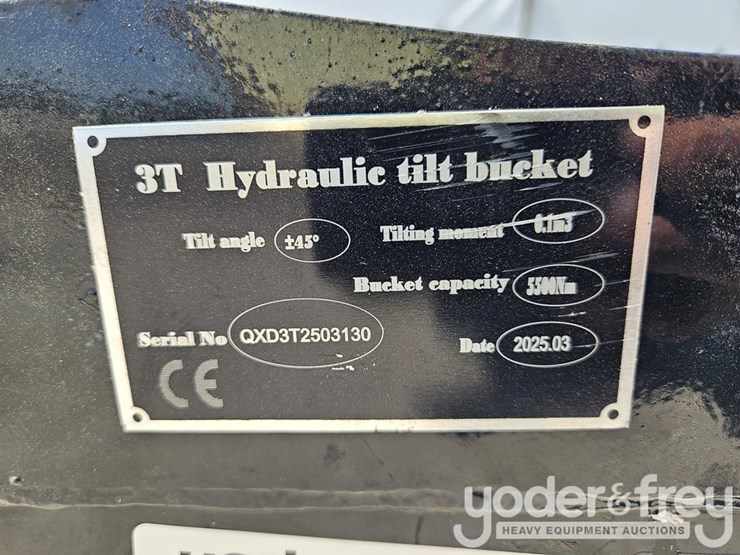 3T Hydraulic tilt bucket
Tilt angle ±45° Tilting moment 0.1m3
Bucket capacity 5500Nm
Serial No QXD3T2503130 Date 2025.03
CE
yoder&frey
HEAVY EQUIPMENT AUCTIONS